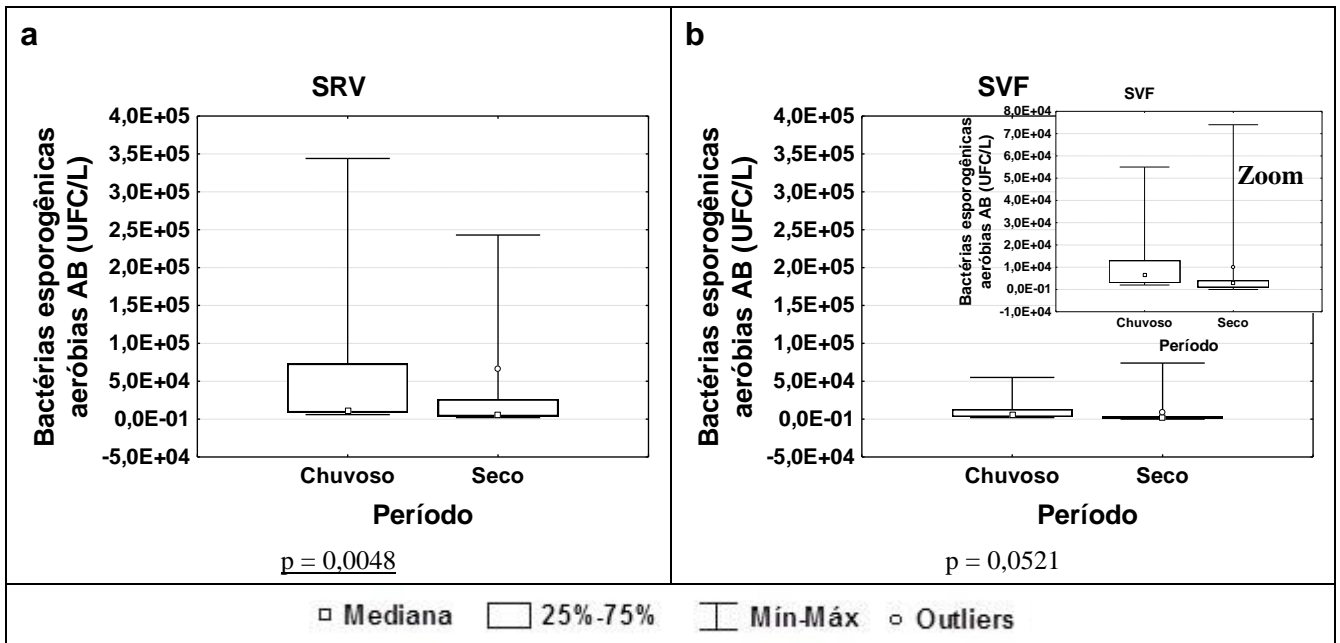 a
SRV
4,0E+05
3,5E+05
3,0E+05
2,5E+05
2,0E+05
1,5E+05
1,0E+05
5,0E+04
0,0E-01
-5,0E+04
Bactérias esporogênicas
aeróbias AB (UFC/L)
Chuvoso Seco
Período
p = 0,0048
b
SVF
4,0E+05
3,5E+05
3,0E+05
2,5E+05
2,0E+05
1,5E+05
1,0E+05
5,0E+04
0,0E-01
-5,0E+04
Bactérias esporogênicas
aeróbias AB (UFC/L)
Chuvoso Seco
Período
SVF
8,0E+04
7,0E+04
6,0E+04
5,0E+04
4,0E+04
3,0E+04
2,0E+04
1,0E+04
0,0E-01
-1,0E+04
Bactérias esporogênicas
aeróbias AB (UFC/L)
Zoom
Chuvoso Seco
Período
p = 0,0521
Mediana 25%-75% Mín-Máx Outliers